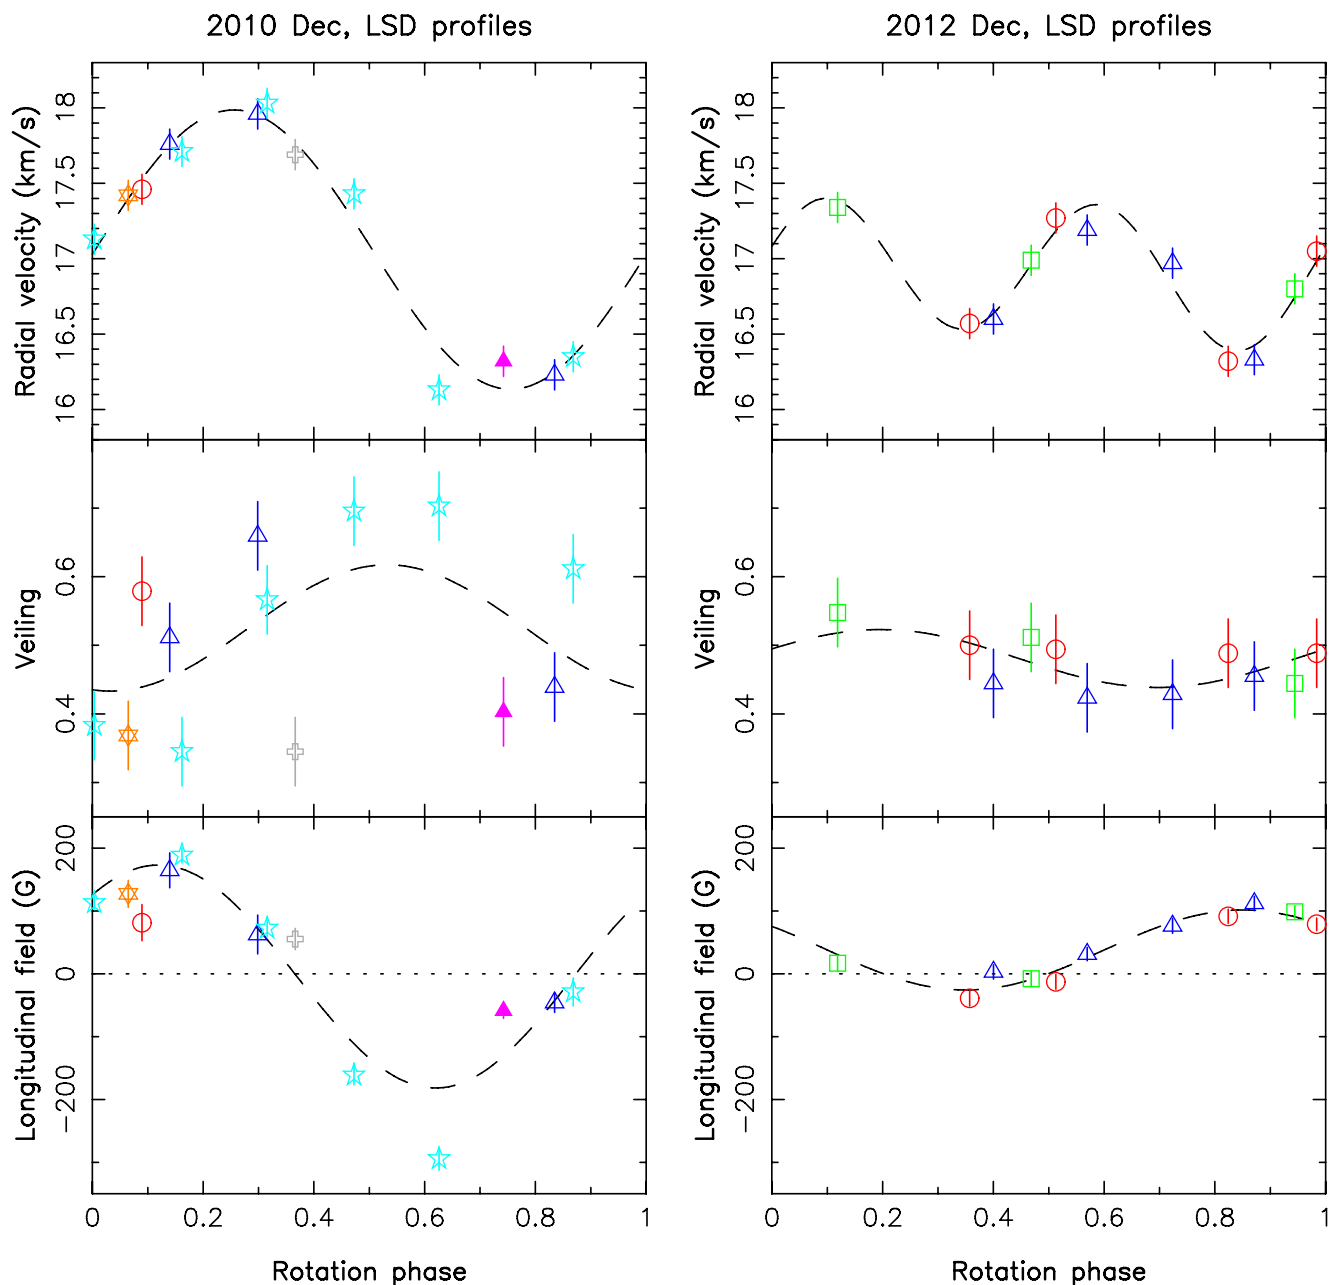 2010 Dec, LSD profiles
2012 Dec, LSD profiles
Radial velocity (km/s)
18
17.5
17
16.5
16
Radial velocity (km/s)
18
17.5
17
16.5
16
Veiling
0.6
0.4
Veiling
0.6
0.4
Longitudinal field (G)
200
0
−200
Longitudinal field (G)
200
0
−200
0 0.2 0.4 0.6 0.8 1
0 0.2 0.4 0.6 0.8 1
Rotation phase
Rotation phase